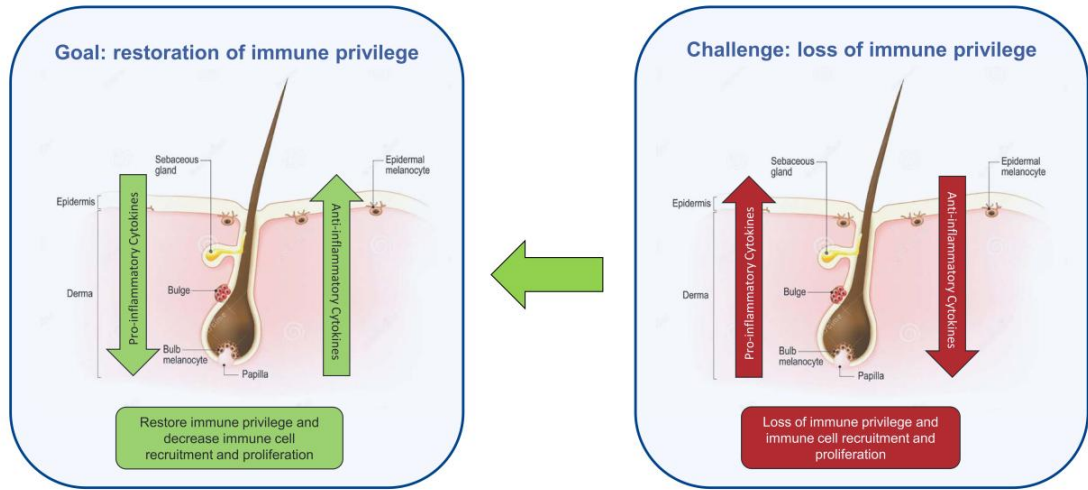 Goal: restoration of immune privilege
Sebaceous
gland
Epidermal
melanocyte
Epidermis
Pro-inflammatory Cytokines
Anti-inflammatory Cytokines
Derma
Bulge
Bulb
melanocyte
Papilla
Restore immune privilege and
decrease immune cell
recruitment and proliferation
Challenge: loss of immune privilege
Sebaceous
gland
Epidermal
melanocyte
Epidermis
Pro-inflammatory Cytokines
Anti-inflammatory Cytokines
Derma
Bulge
Bulb
melanocyte
Papilla
Loss of immune privilege and
immune cell recruitment and
proliferation